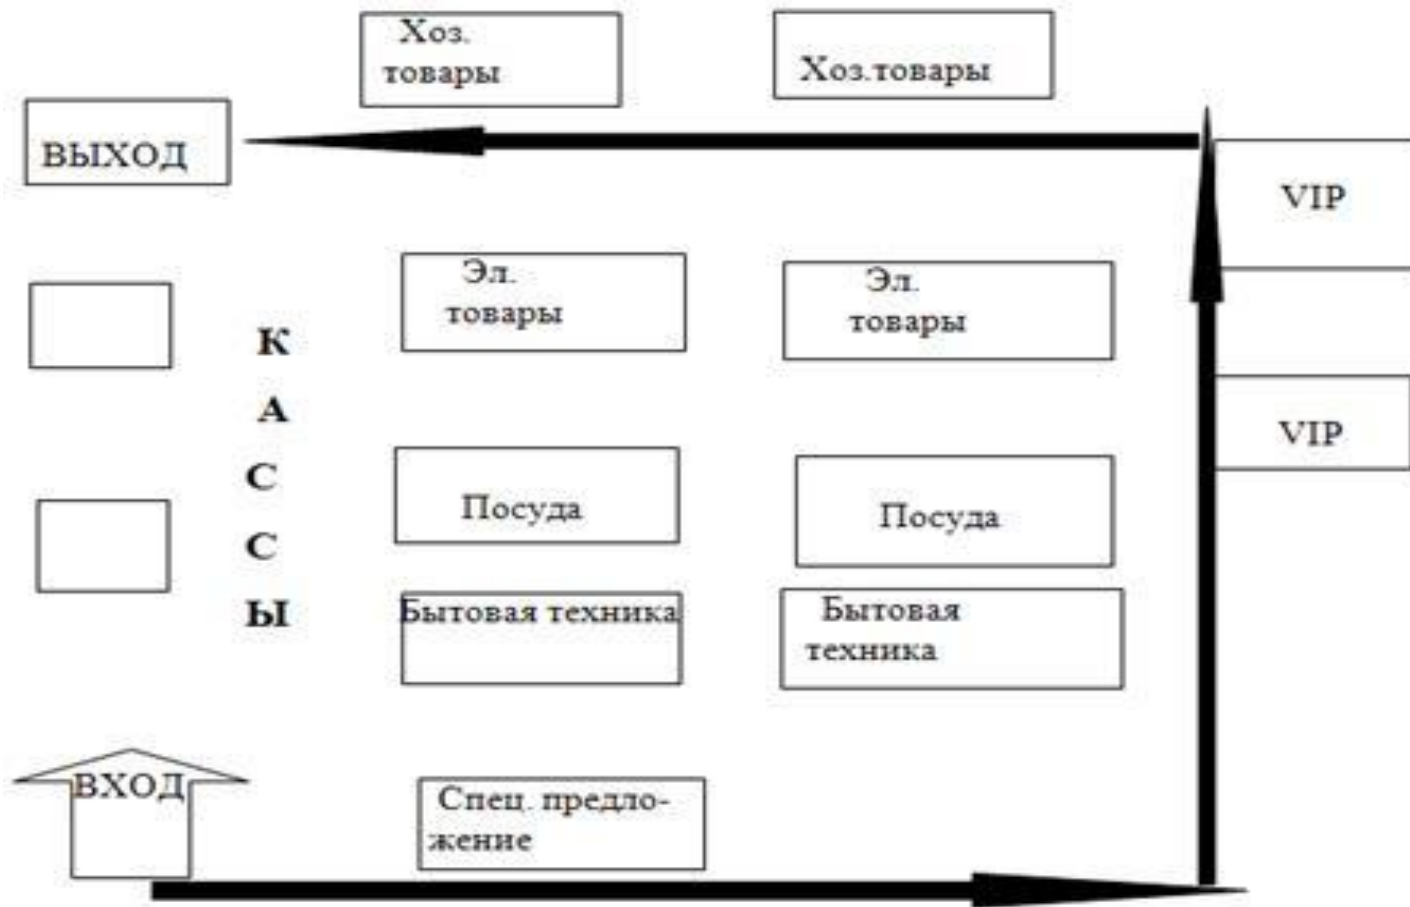 Хоз.
товары
Хоз.товары
ВЫХОД
VIP
Эл.
товары
Эл.
товары
К
А
С
С
Ы
VIP
Посуда
Посуда
Бытовая техника
Бытовая
техника
ВХОД
Спец. предло-
жение